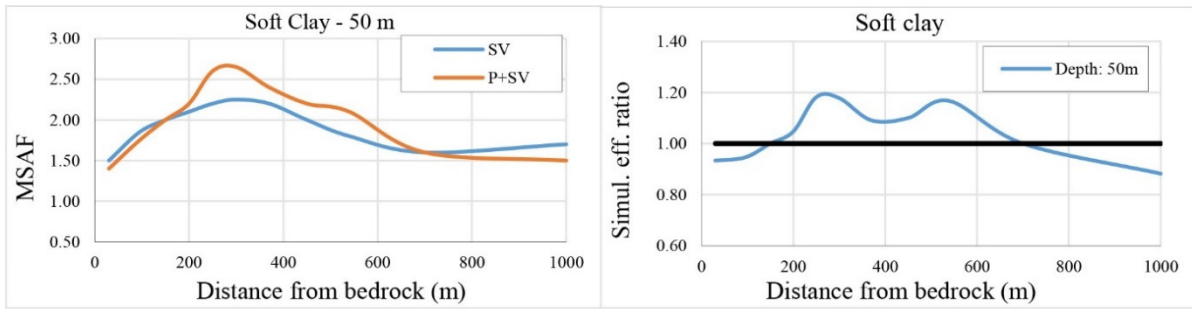 Soft Clay - 50 m
3.00
2.50
2.00
1.50
1.00
0.50
MSAF
SV
P+SV
0 200 400 600 800 1000
Distance from bedrock (m)
Soft clay
1.40
1.20
1.00
0.80
0.60
Simul. eff. ratio
Depth: 50m
0 200 400 600 800 1000
Distance from bedrock (m)